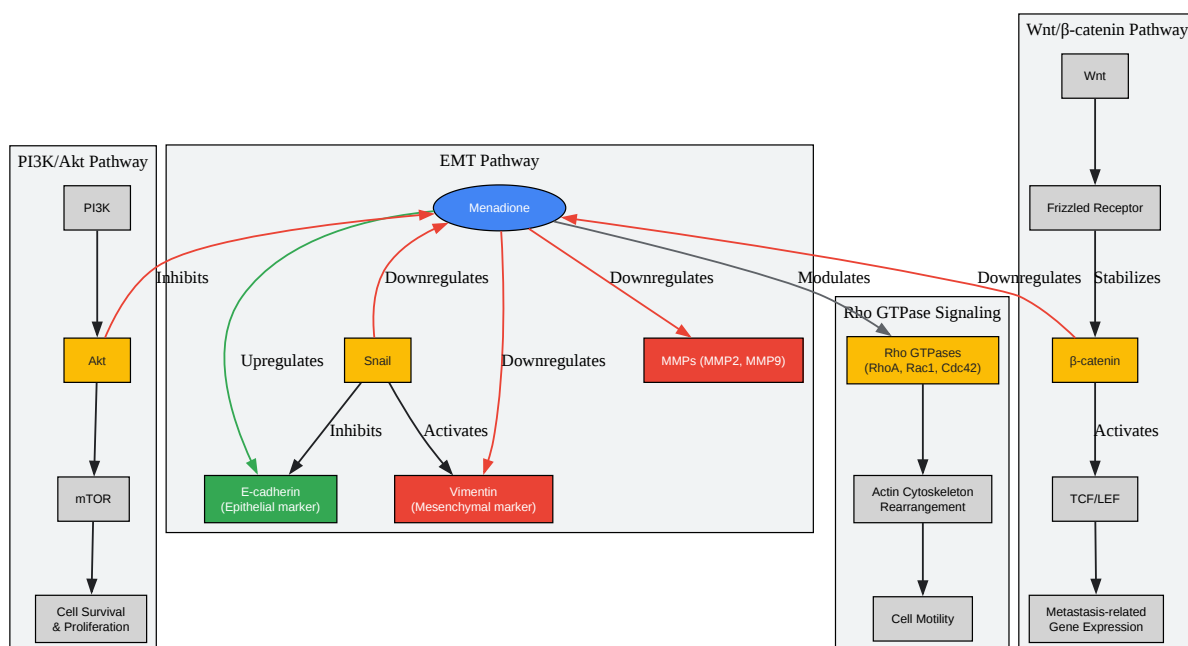 Wnt/β-catenin Pathway
Wnt
PI3K/Akt Pathway
EMT Pathway
PI3K
Menadione
Frizzled Receptor
Inhibits
Downregulates
Downregulates
Modulates
Downregulates
Stabilizes
Rho GTPase Signaling
Akt
Upregulates
Snail
Downregulates
MMPs (MMP2, MMP9)
Rho GTPases
(RhoA, Rac1, Cdc42)
β-catenin
Inhibits
Activates
Activates
mTOR
E-cadherin
(Epithelial marker)
Vimentin
(Mesenchymal marker)
Actin Cytoskeleton
Rearrangement
TCF/LEF
Cell Survival
& Proliferation
Cell Motility
Metastasis-related
Gene Expression